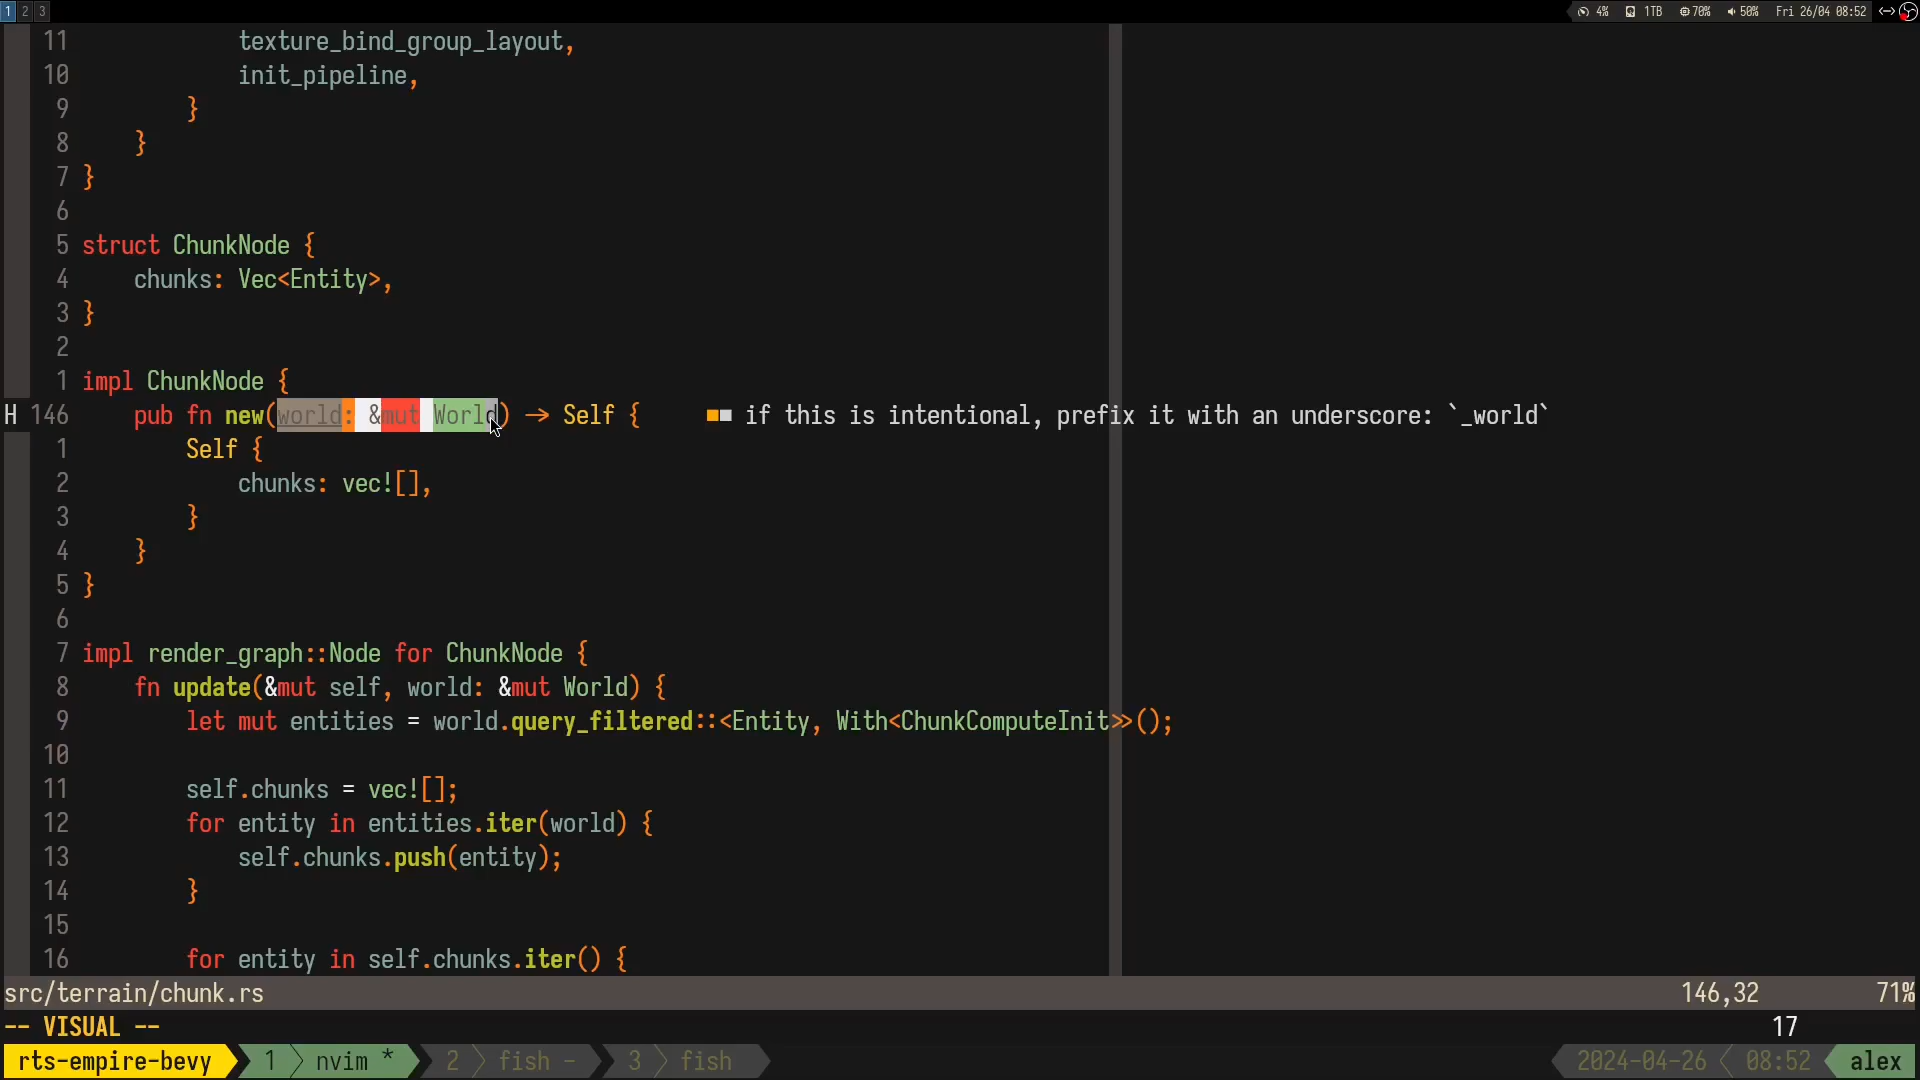 1 2 3 4% 1TB 70% 50% Fri 26/04 08:52
11 texture_bind_group_layout,
10 init_pipeline,
9 }
8 }
7 }
6
5 struct ChunkNode {
4 chunks: Vec<Entity>,
3 }
2
1 impl ChunkNode {
H 146 pub fn new(world: &mut World) -> Self { ■■ if this is intentional, prefix it with an underscore: `_world`
1 Self {
2 chunks: vec![],
3 }
4 }
5 }
6
7 impl render_graph::Node for ChunkNode {
8 fn update(&mut self, world: &mut World) {
9 let mut entities = world.query_filtered::<Entity, With<ChunkComputeInit>>();
10
11 self.chunks = vec![];
12 for entity in entities.iter(world) {
13 self.chunks.push(entity);
14 }
15
16 for entity in self.chunks.iter() {
src/terrain/chunk.rs 146,32 71%
-- VISUAL -- 17
rts-empire-bevy 1 nvim * 2 fish - 3 fish 2024-04-26 08:52 alex